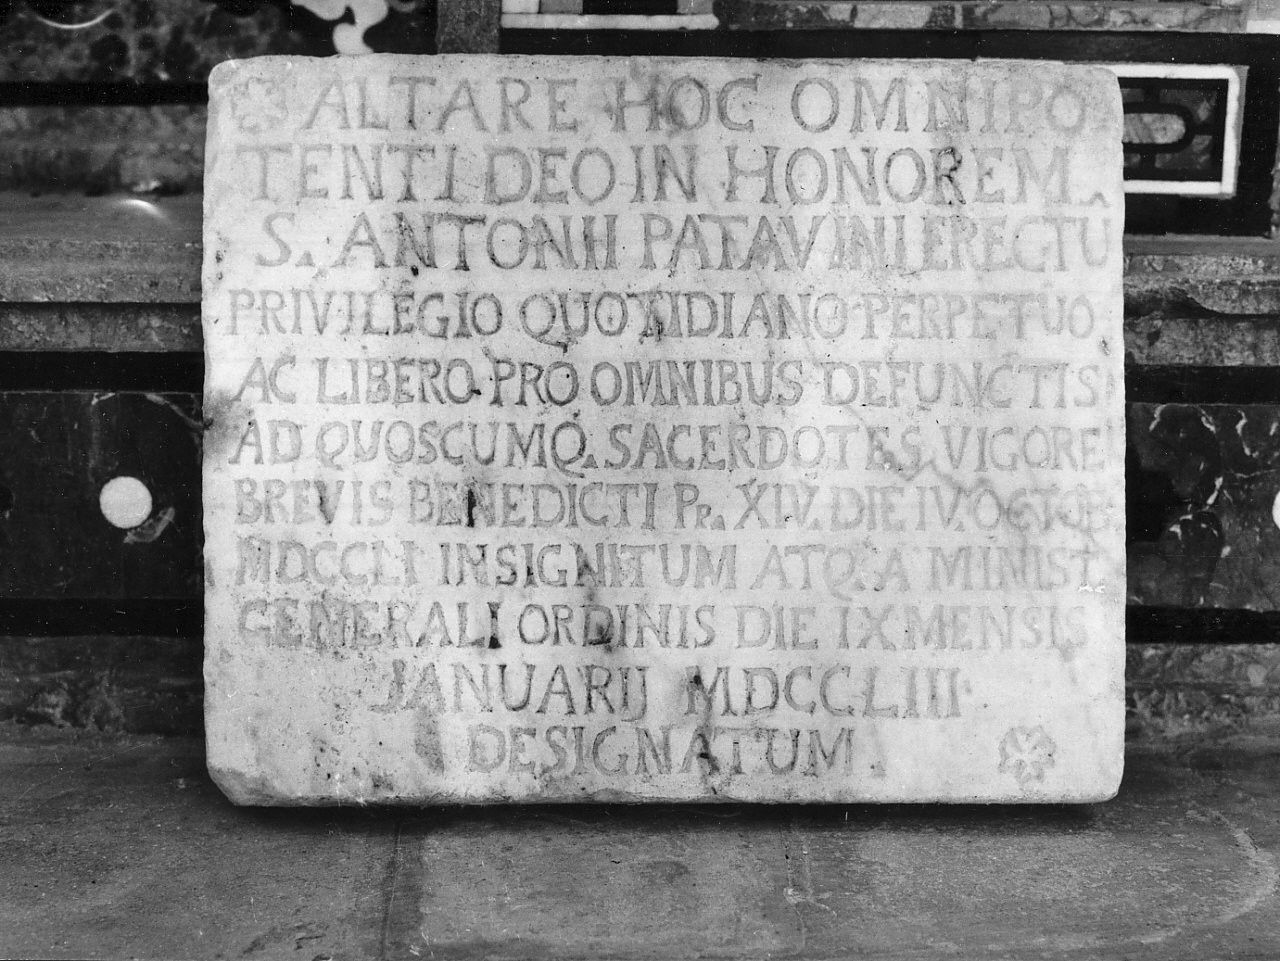 ALTARE HOC OMNIPO
TENTI DEO IN HONOREM
S. ANTONII PATAVINI ERECTÛ
PRIVILEGIO QUOTIDIANO PERPETUO
AC LIBERO PRO OMNIBUS DEFUNCTIS
AD QUOSCUMQ. SACERDOTES VIGORE
BREVIS BENEDICTI PP. XIV. DIE IV. OCTOB
MDCCLI INSIGNITUM ATQ. A MINIST
GENERALI ORDINIS DIE IX MENSIS
JANUARIJ MDCCLIII
DESIGNATUM.